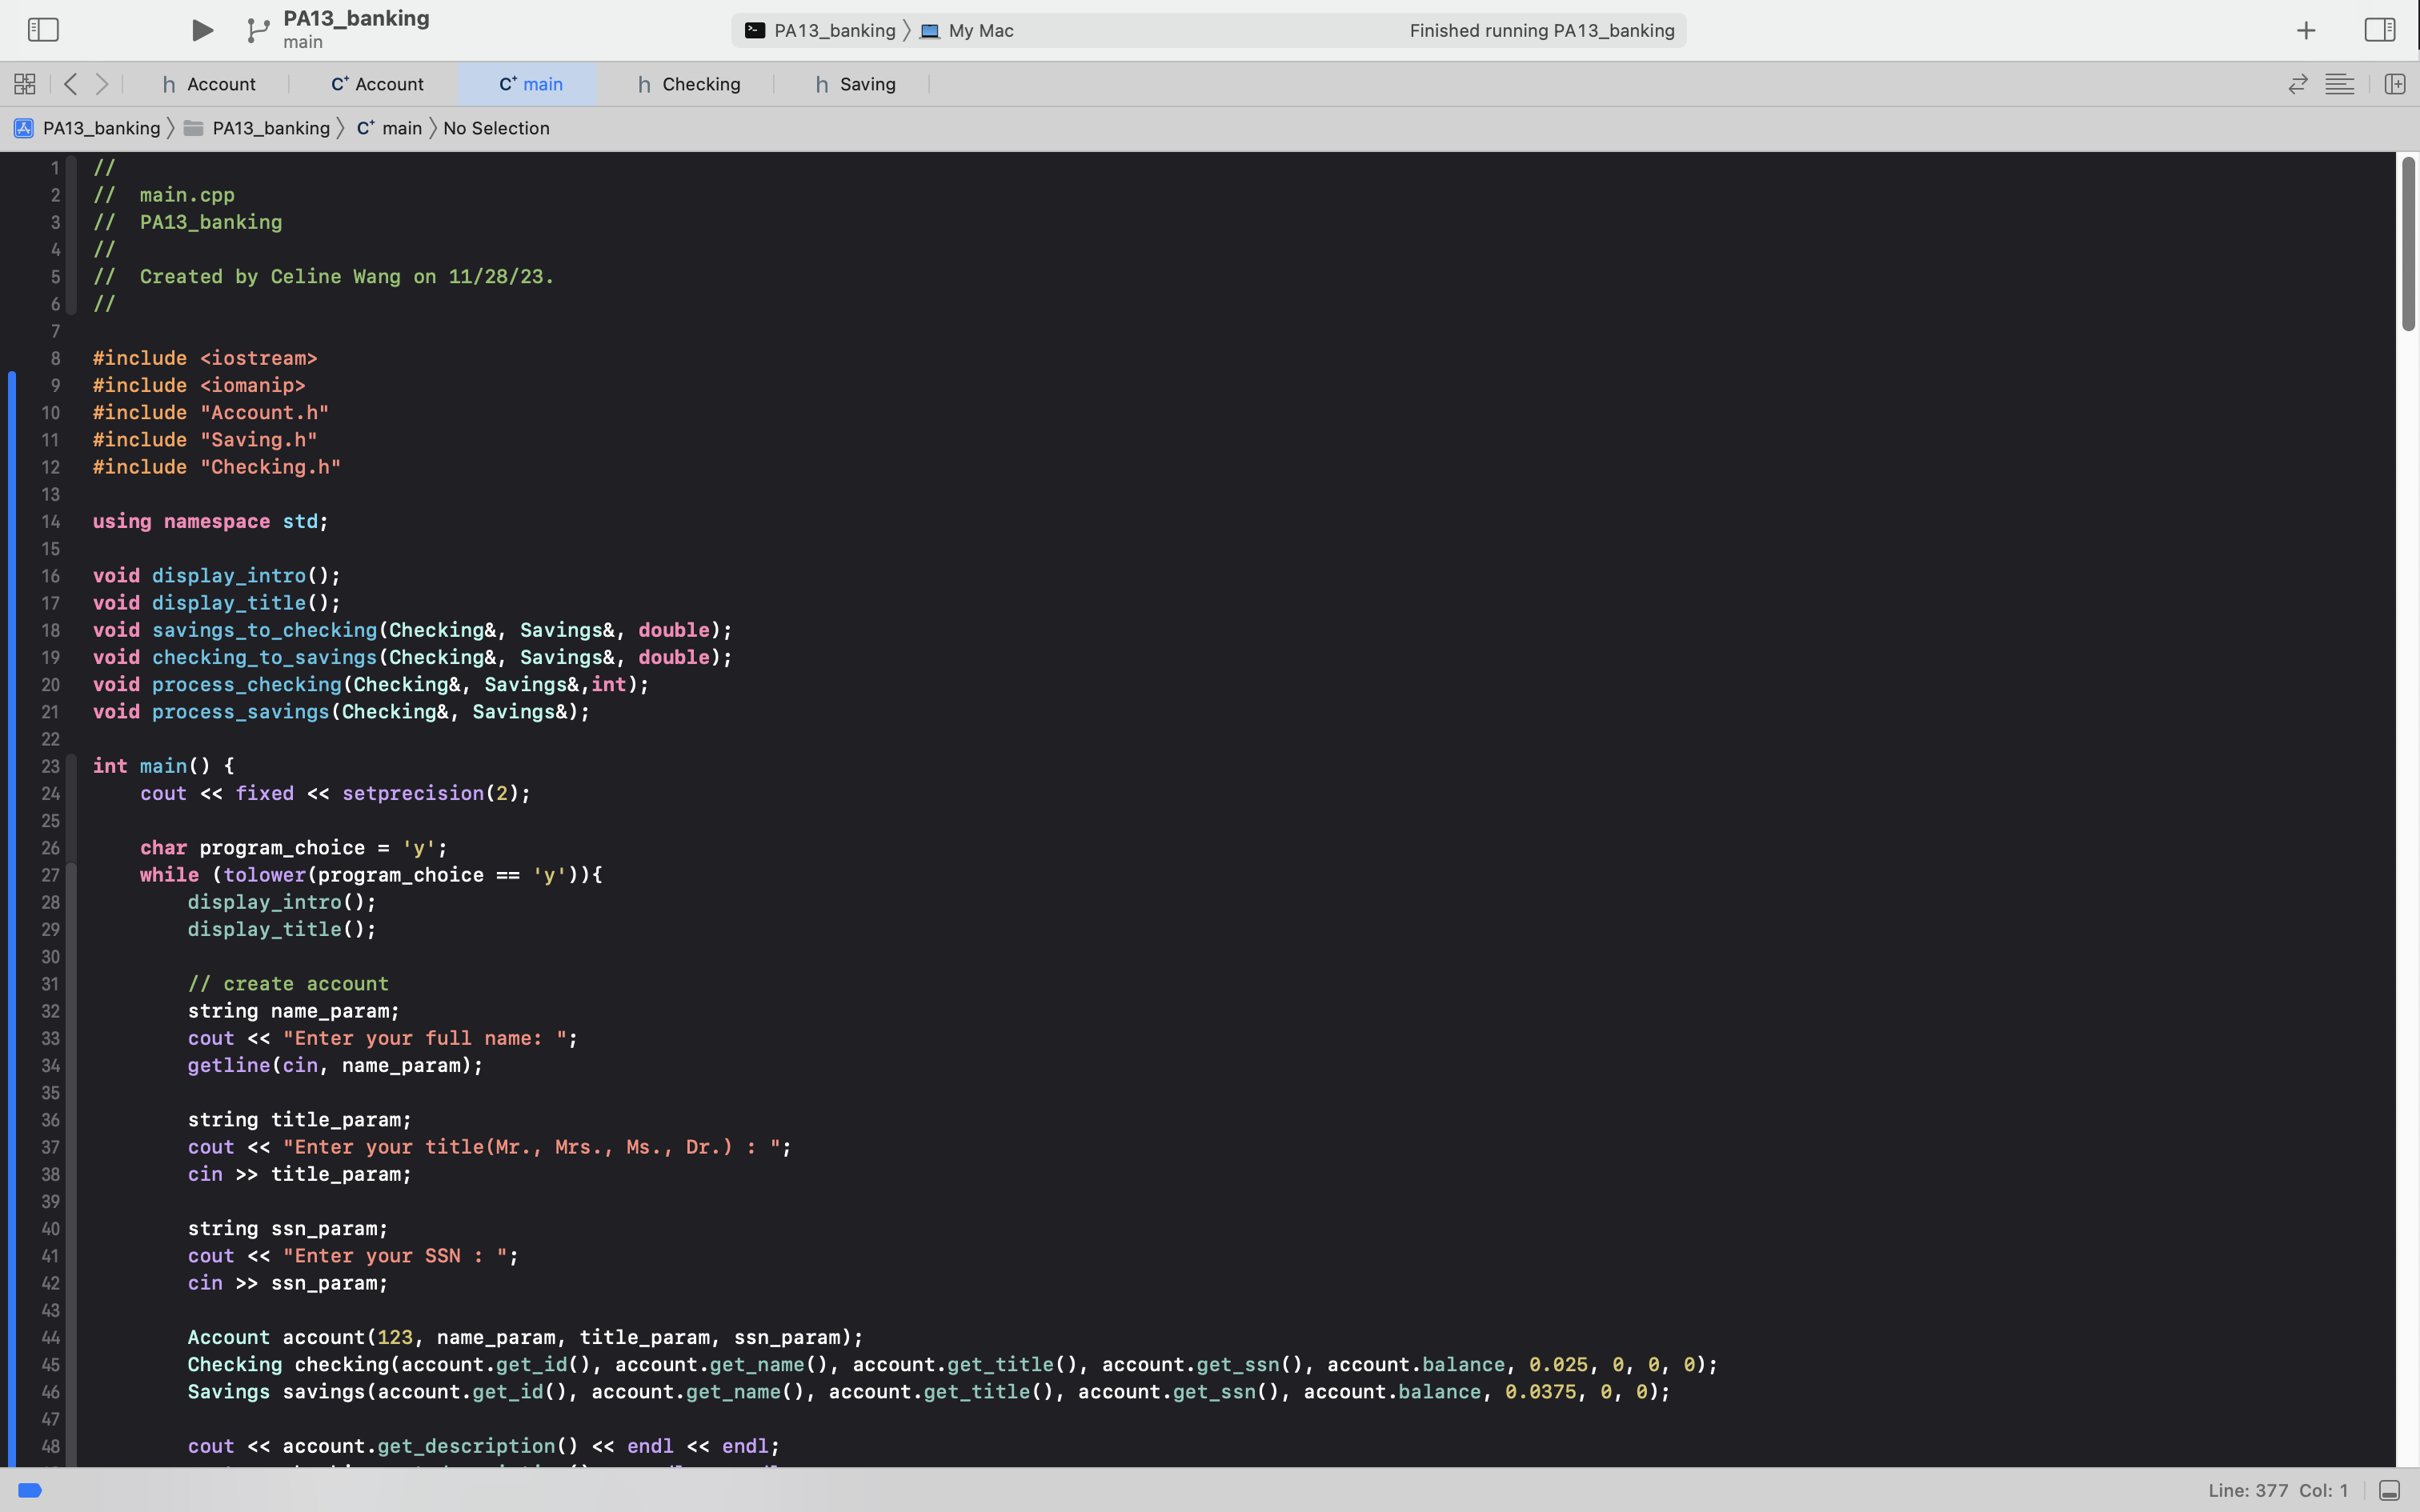 PA13_banking
main
PA13_banking 〉 My Mac
Finished running PA13_banking
h Account
C+ Account
C+ main
h Checking
h Saving
PA13_banking 〉 PA13_banking 〉 C+ main 〉 No Selection
1 //
2 //  main.cpp
3 //  PA13_banking
4 //
5 //  Created by Celine Wang on 11/28/23.
6 //
7
8 #include <iostream>
9 #include <iomanip>
10 #include "Account.h"
11 #include "Saving.h"
12 #include "Checking.h"
13
14 using namespace std;
15
16 void display_intro();
17 void display_title();
18 void savings_to_checking(Checking&, Savings&, double);
19 void checking_to_savings(Checking&, Savings&, double);
20 void process_checking(Checking&, Savings&,int);
21 void process_savings(Checking&, Savings&);
22
23 int main() {
24     cout << fixed << setprecision(2);
25
26     char program_choice = 'y';
27     while (tolower(program_choice == 'y')){
28         display_intro();
29         display_title();
30
31         // create account
32         string name_param;
33         cout << "Enter your full name: ";
34         getline(cin, name_param);
35
36         string title_param;
37         cout << "Enter your title(Mr., Mrs., Ms., Dr.) : ";
38         cin >> title_param;
39
40         string ssn_param;
41         cout << "Enter your SSN : ";
42         cin >> ssn_param;
43
44         Account account(123, name_param, title_param, ssn_param);
45         Checking checking(account.get_id(), account.get_name(), account.get_title(), account.get_ssn(), account.balance, 0.025, 0, 0, 0);
46         Savings savings(account.get_id(), account.get_name(), account.get_title(), account.get_ssn(), account.balance, 0.0375, 0, 0);
47
48         cout << account.get_description() << endl << endl;
Line: 377  Col: 1